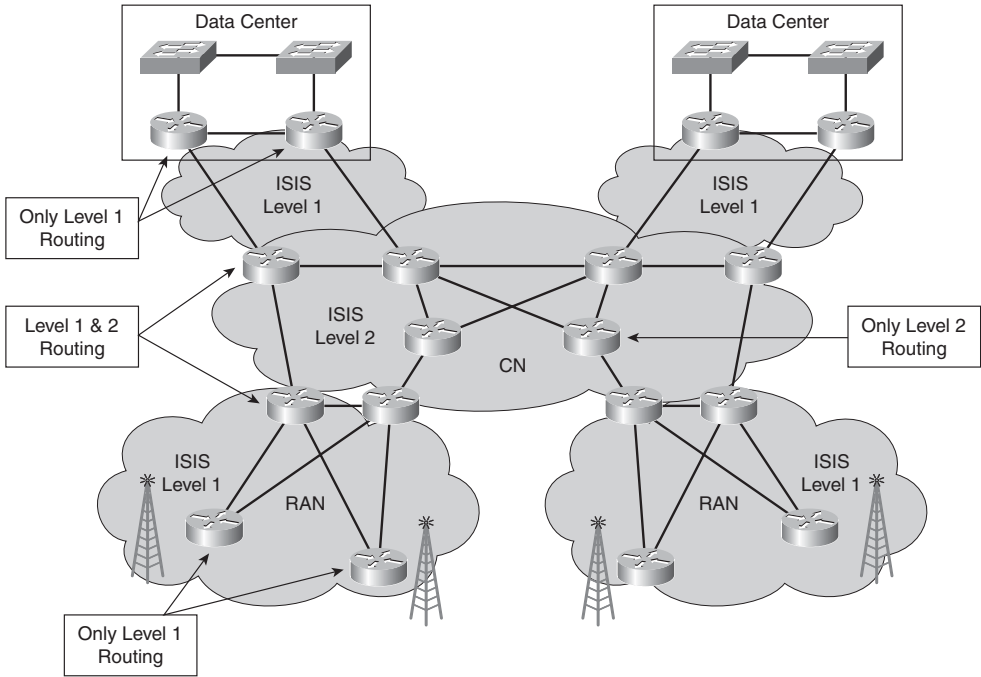 Data Center
Data Center
ISIS
Level 1
ISIS
Level 1
Only Level 1
Routing
Level 1 & 2
Routing
ISIS
Level 2
Only Level 2
Routing
CN
ISIS
Level 1
RAN
ISIS
Level 1
RAN
Only Level 1
Routing